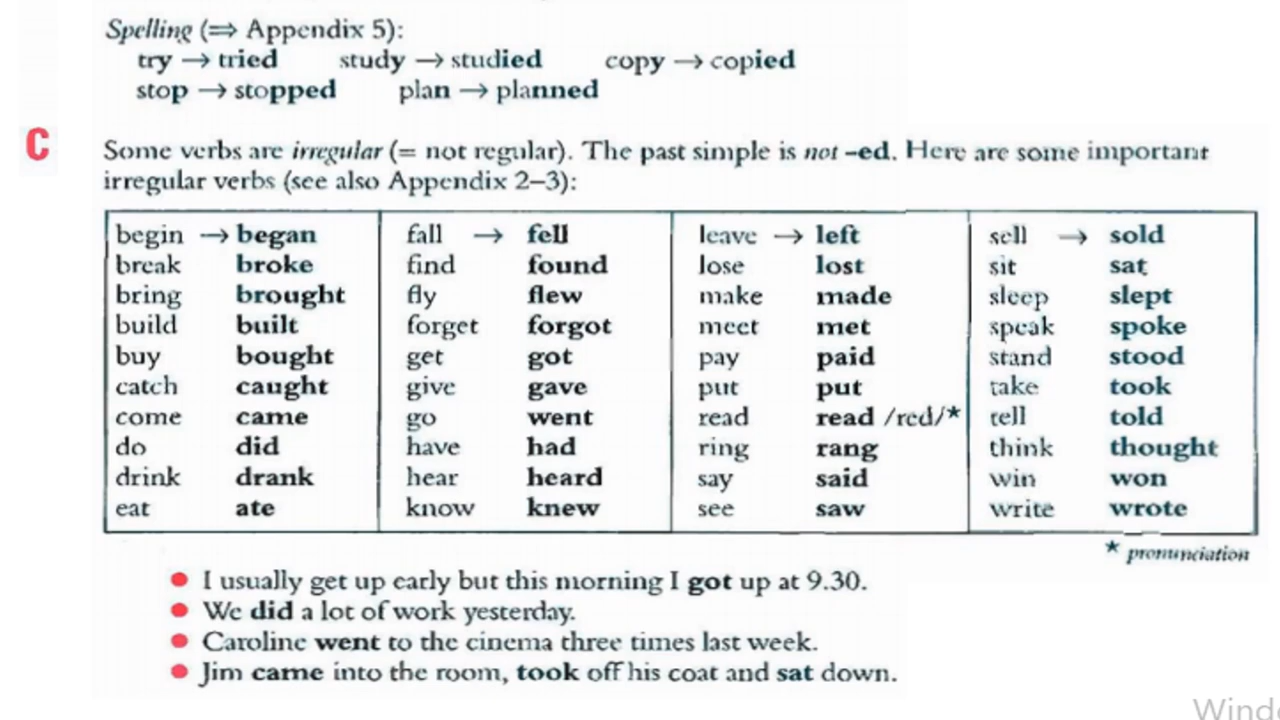 Spelling (⇒ Appendix 5):
try → tried study → studied copy → copied
stop → stopped plan → planned
C
Some verbs are irregular (= not regular). The past simple is not –ed. Here are some important
irregular verbs (see also Appendix 2–3):
begin → began fall → fell leave → left sell → sold
break broke find found lose lost sit sat
bring brought fly flew make made sleep slept
build built forget forgot meet met speak spoke
buy bought get got pay paid stand stood
catch caught give gave put put take took
come came go went read read /red/* tell told
do did have had ring rang think thought
drink drank hear heard say said win won
eat ate know knew see saw write wrote
* pronunciation
● I usually get up early but this morning I got up at 9.30.
● We did a lot of work yesterday.
● Caroline went to the cinema three times last week.
● Jim came into the room, took off his coat and sat down.